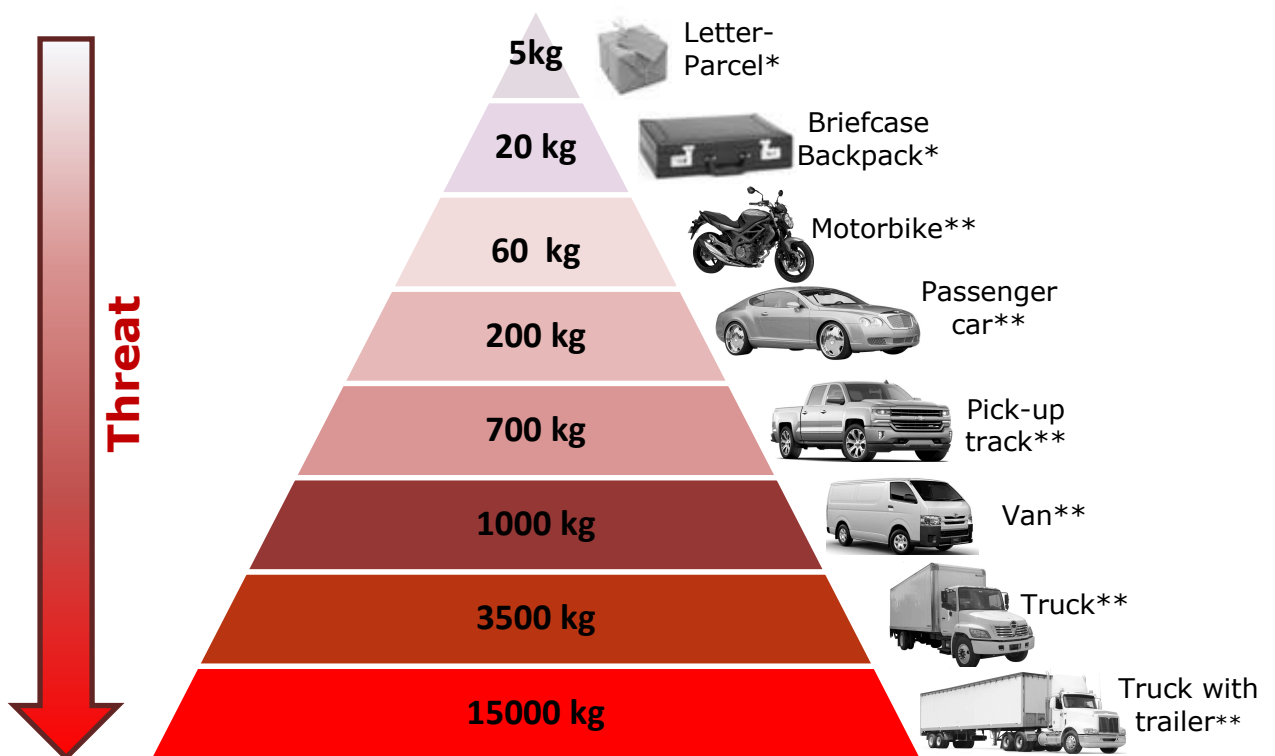 5kg
Letter-
Parcel*
20 kg
Briefcase
Backpack*
60  kg
Motorbike**
200 kg
Passenger
car**
Threat
700 kg
Pick-up
track**
1000 kg
Van**
3500 kg
Truck**
15000 kg
Truck with
trailer**